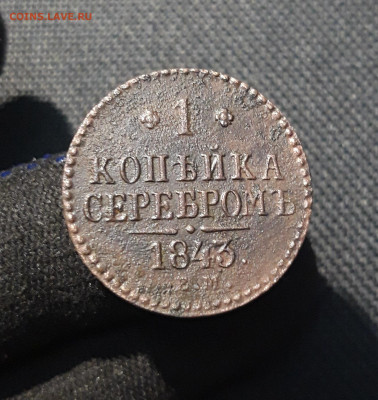 COINS.LAVE.RU
1
КОПѢЙКА
СЕРЕБРОМЪ
1843.